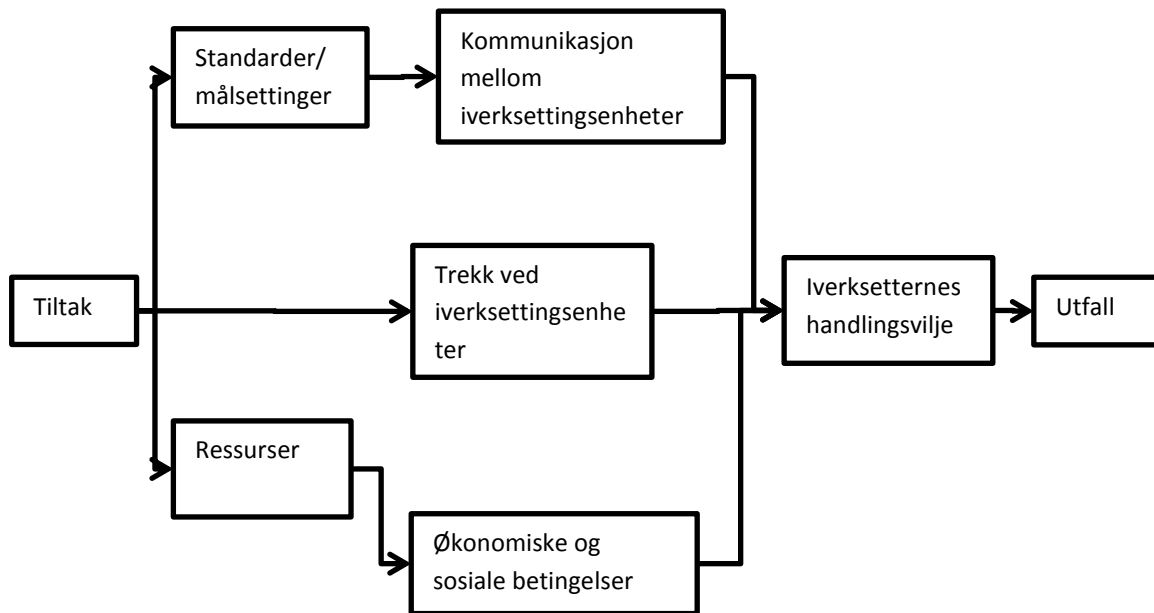 Standarder/
målsettinger
Kommunikasjon
mellom
iverksettingsenheter
Tiltak
Trekk ved
iverksettingsenhe
ter
Iverksetternes
handlingsvilje
Utfall
Ressurser
Økonomiske og
sosiale betingelser